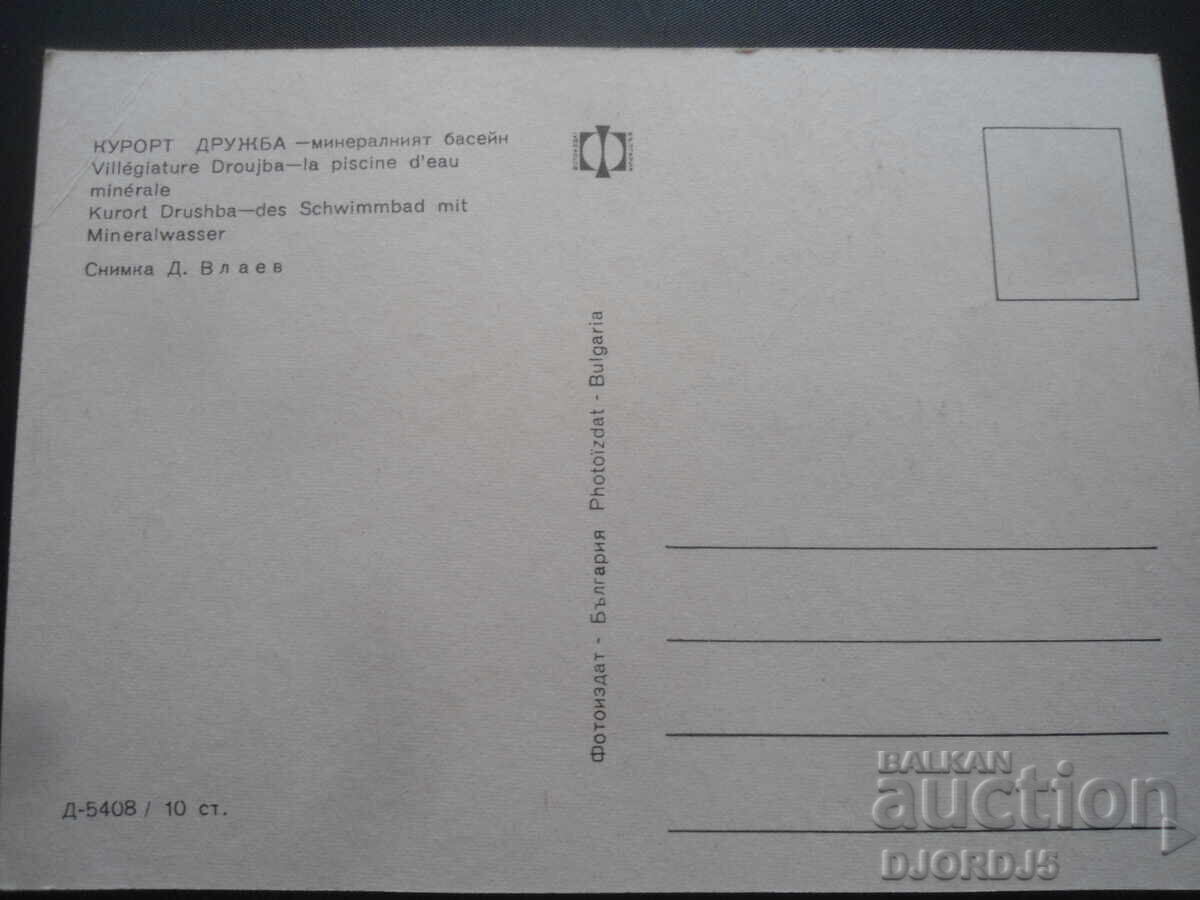 КУРОРТ ДРУЖБА —минералният басейн
Villégiature Droujba—la piscine d'eau
minérale
Kurort Drushba—des Schwimmbad mit
Mineralwasser
Снимка Д. Влаев
Фотоиздат - България Photoïzdat - Bulgaria
Д-5408 / 10 ст.
BALKAN
auction
DJORDJ5